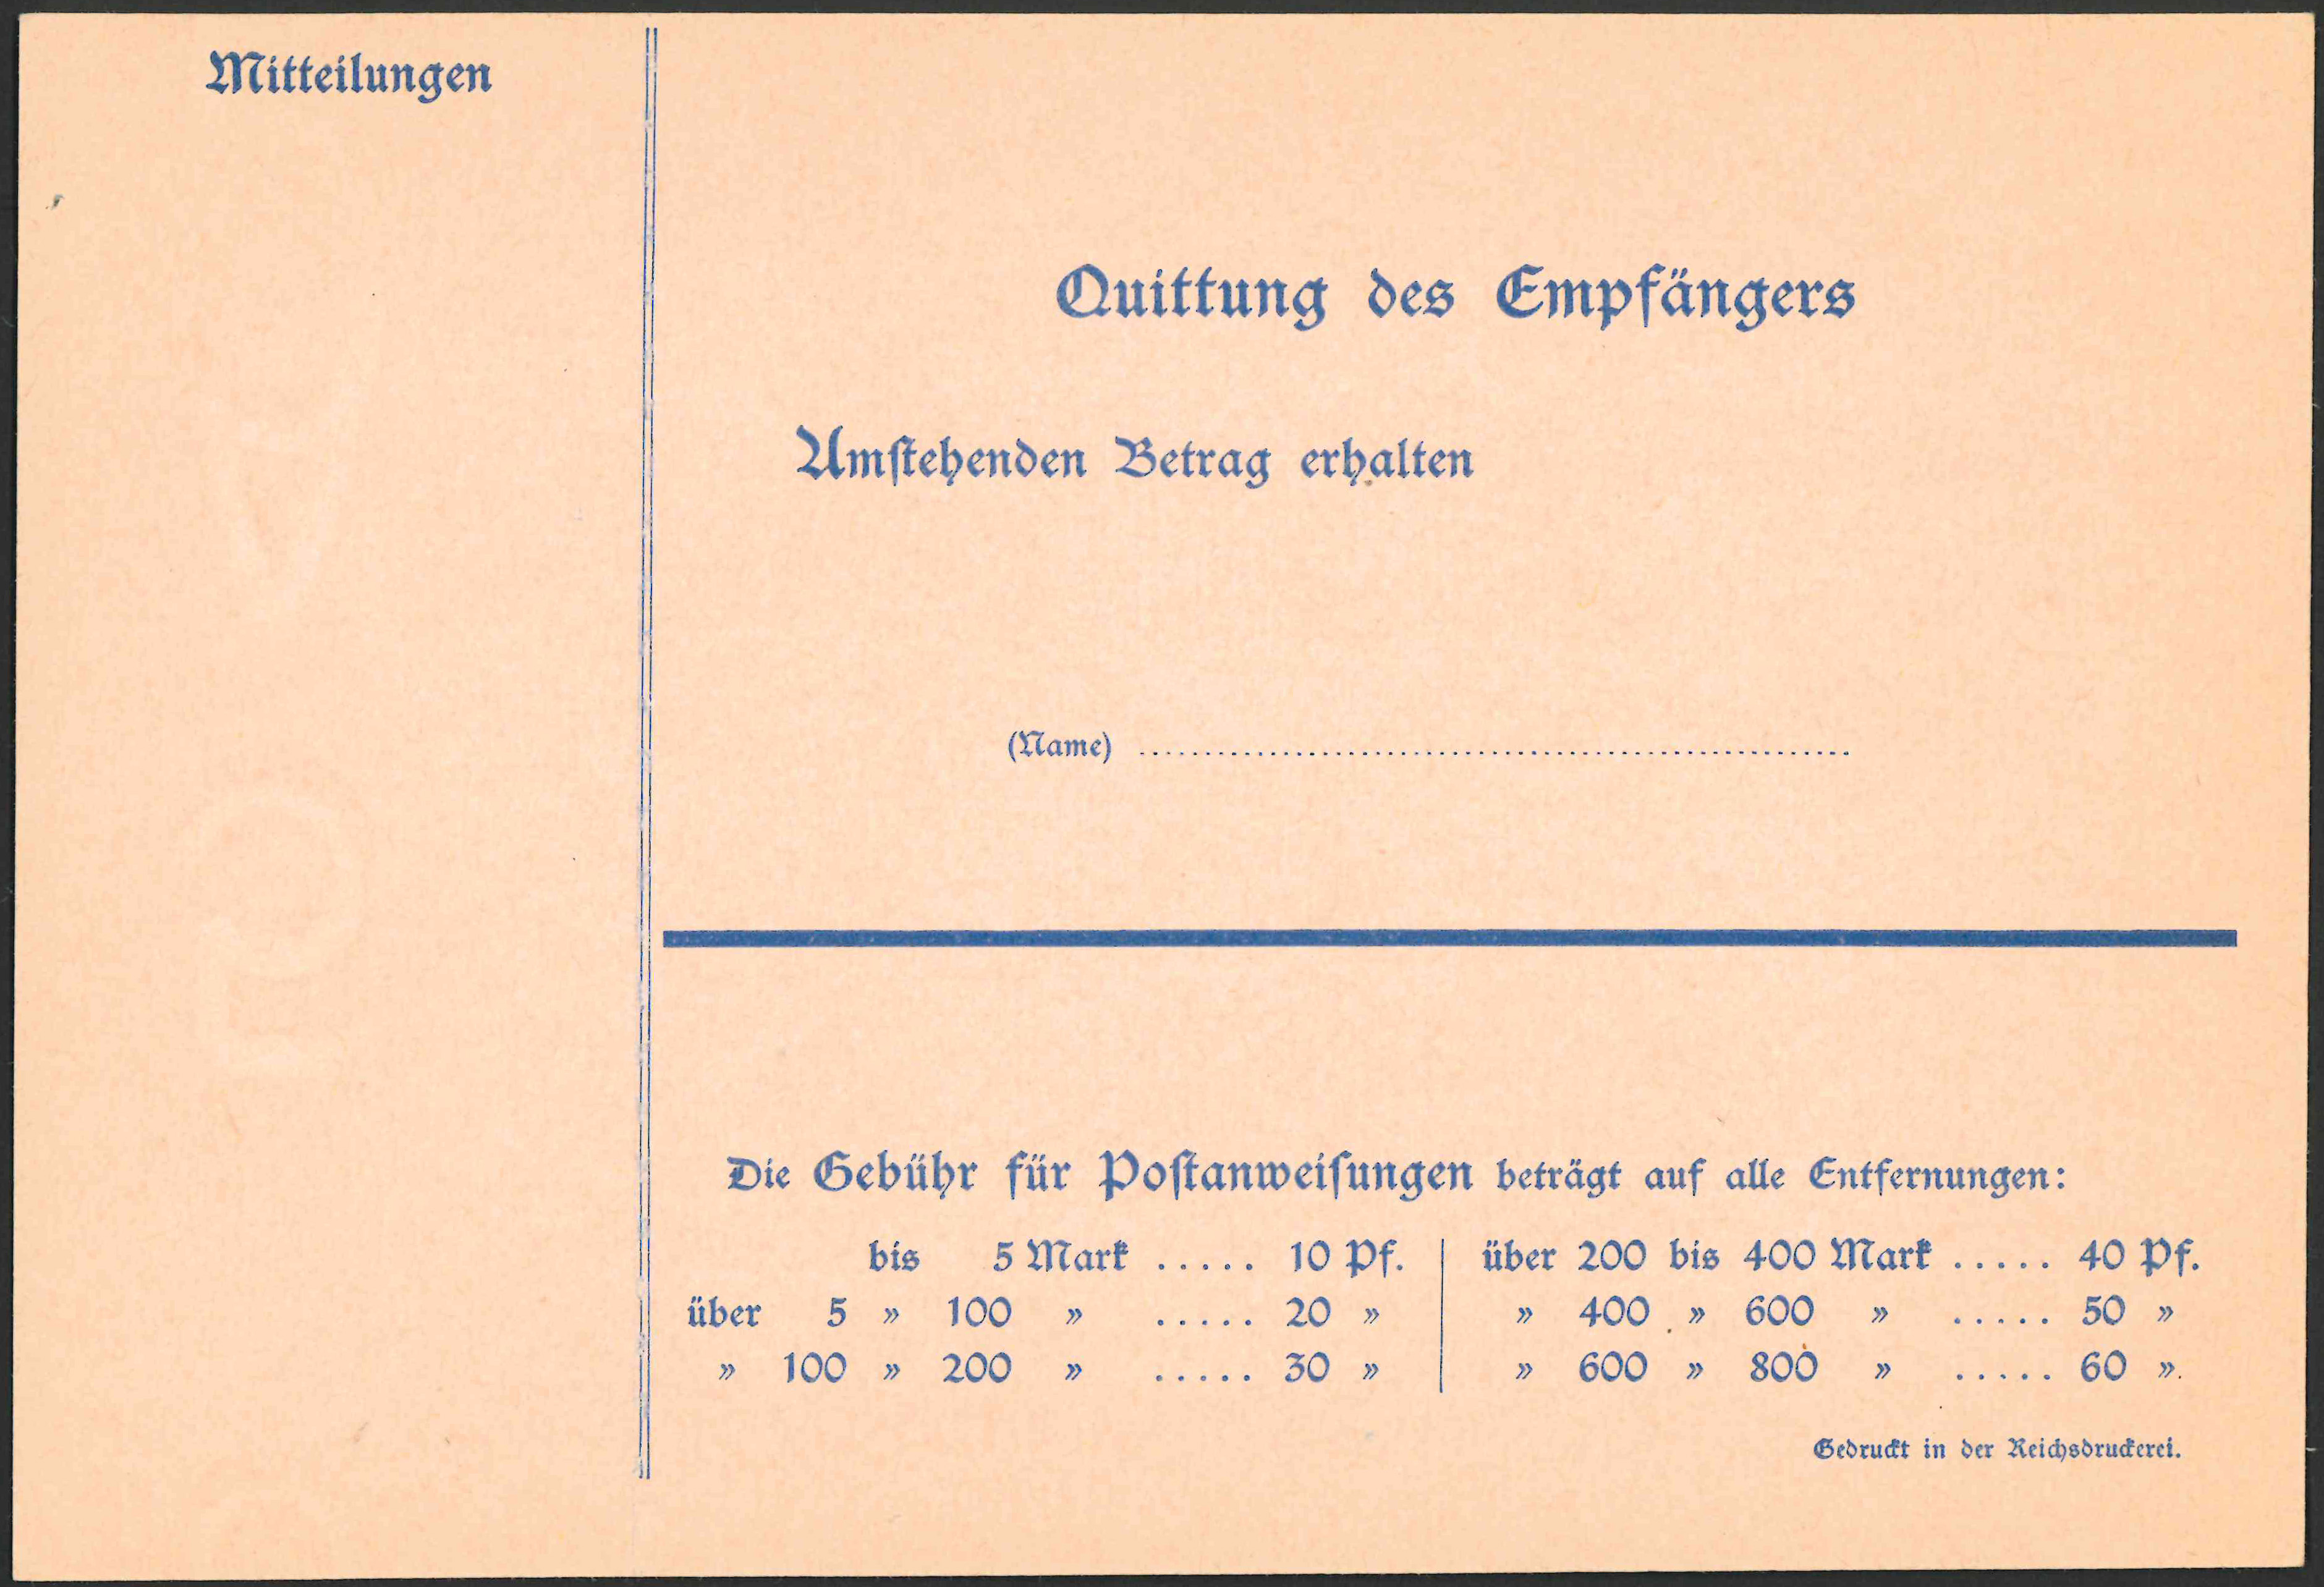 Mitteilungen
Quittung des Empfängers
Umſtehenden Betrag erhalten
(Name) ........................................................
Die Gebühr für Poſtanweiſungen beträgt auf alle Entfernungen:
bis 5 Mark ..... 10 Pf.
über 5 » 100 » ..... 20 »
» 100 » 200 » ..... 30 »
über 200 bis 400 Mark ..... 40 Pf.
» 400 » 600 » ..... 50 »
» 600 » 800 » ..... 60 ».
Gedruckt in der Reichsdruckerei.